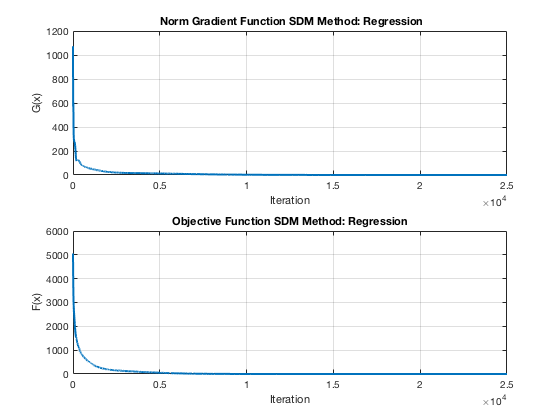 Norm Gradient Function SDM Method: Regression
1200
1000
800
600
400
200
0
G(x)
0 0.5 1 1.5 2 2.5
Iteration
×10^4
Objective Function SDM Method: Regression
6000
5000
4000
3000
2000
1000
0
F(x)
0 0.5 1 1.5 2 2.5
Iteration
×10^4